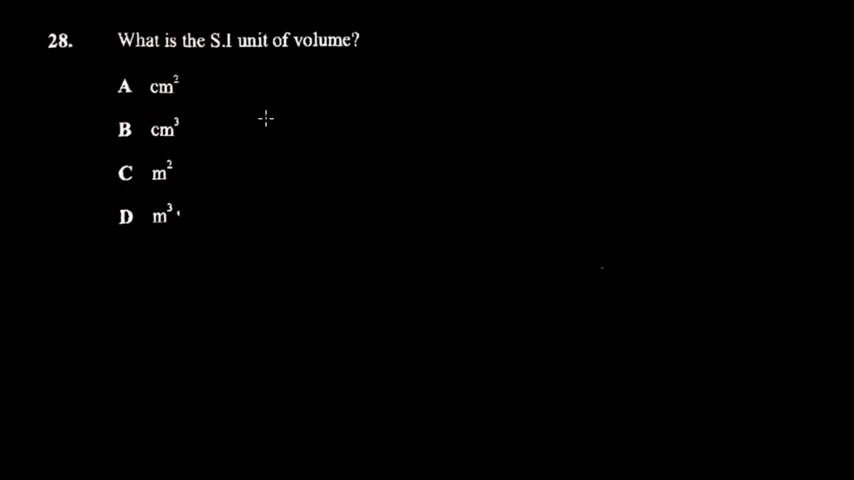 28. What is the S.I unit of volume?
A cm²
B cm³
C m²
D m³